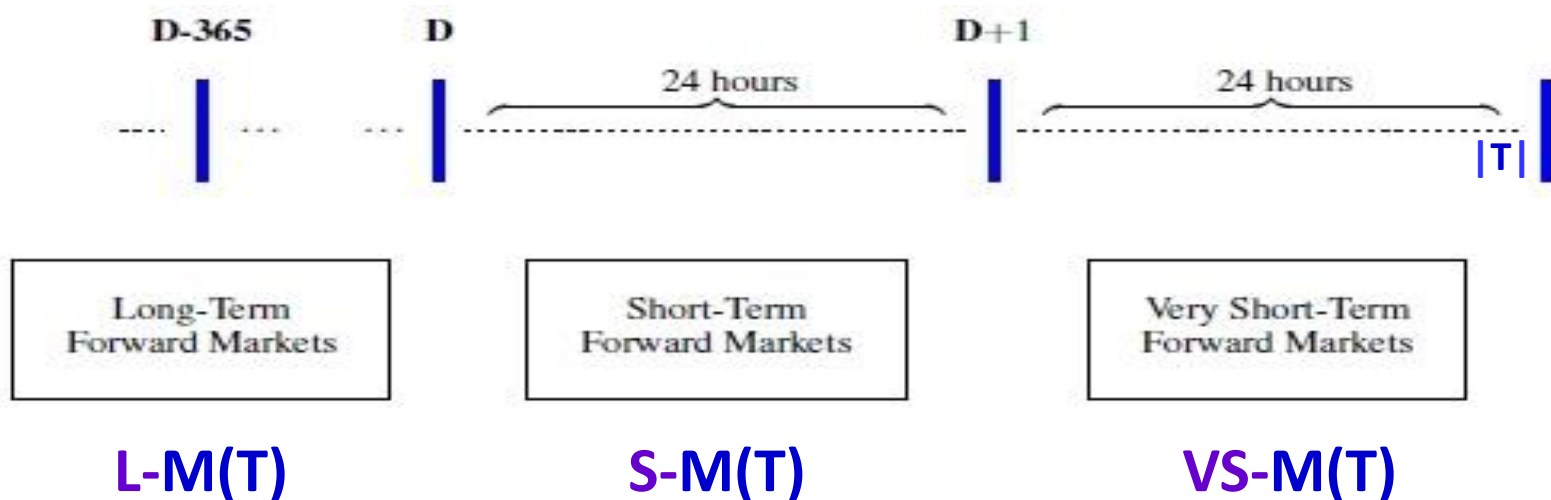 D-365 D D+1
24 hours 24 hours
---- ... ...
|T|
Long-Term Short-Term Very Short-Term
Forward Markets Forward Markets Forward Markets
L-M(T) S-M(T) VS-M(T)